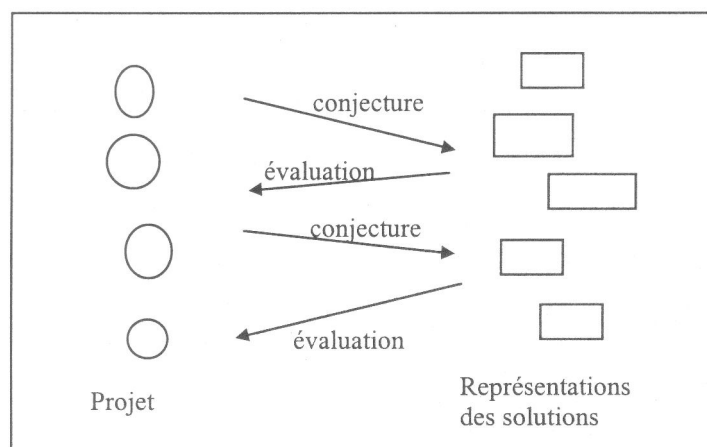 conjecture
évaluation
conjecture
évaluation
Projet
Représentations
des solutions